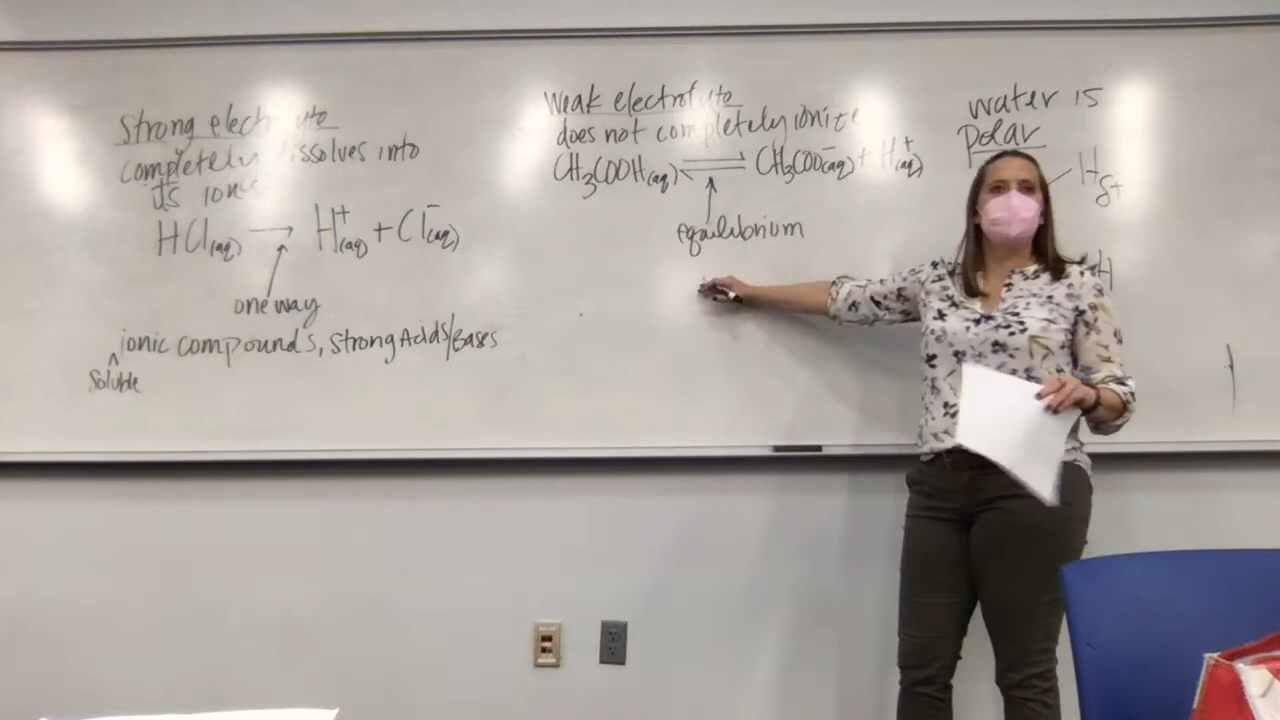 Strong electrolyte
completely dissolves into
its ions
HCl(aq) → H⁺(aq) + Cl⁻(aq)
one way
ionic compounds, Strong Acids/Bases
^
Soluble
Weak electrolyte
does not completely ionize
CH₃COOH(aq) ⇌ CH₃COO⁻(aq) + H⁺(aq)
equilibrium
water is
polar
Hδ+
H